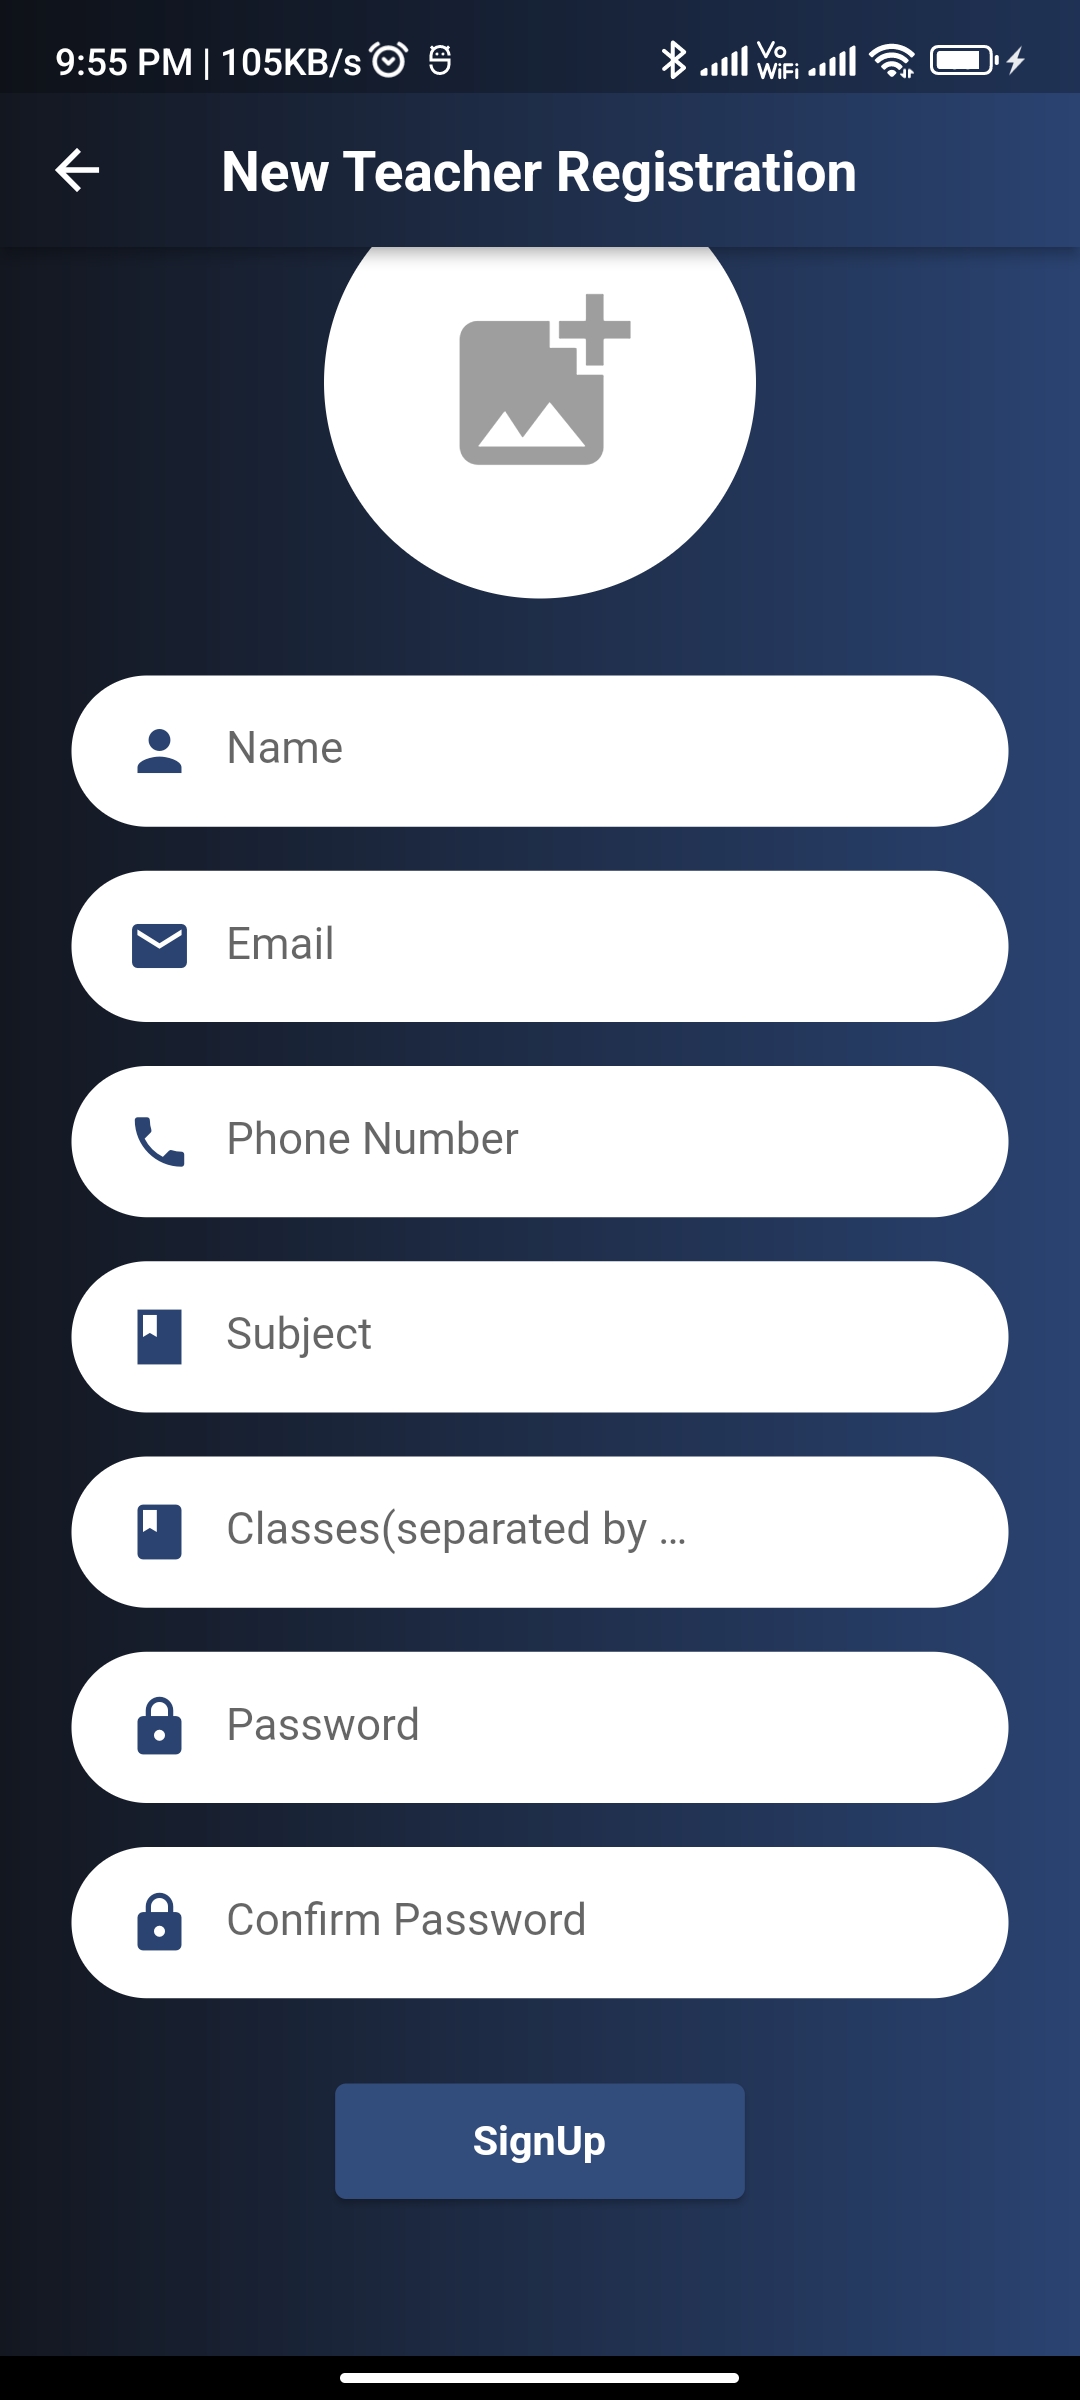 9:55 PM | 105KB/s
Vo
WiFi
New Teacher Registration
Name
Email
Phone Number
Subject
Classes(separated by ...
Password
Confirm Password
SignUp